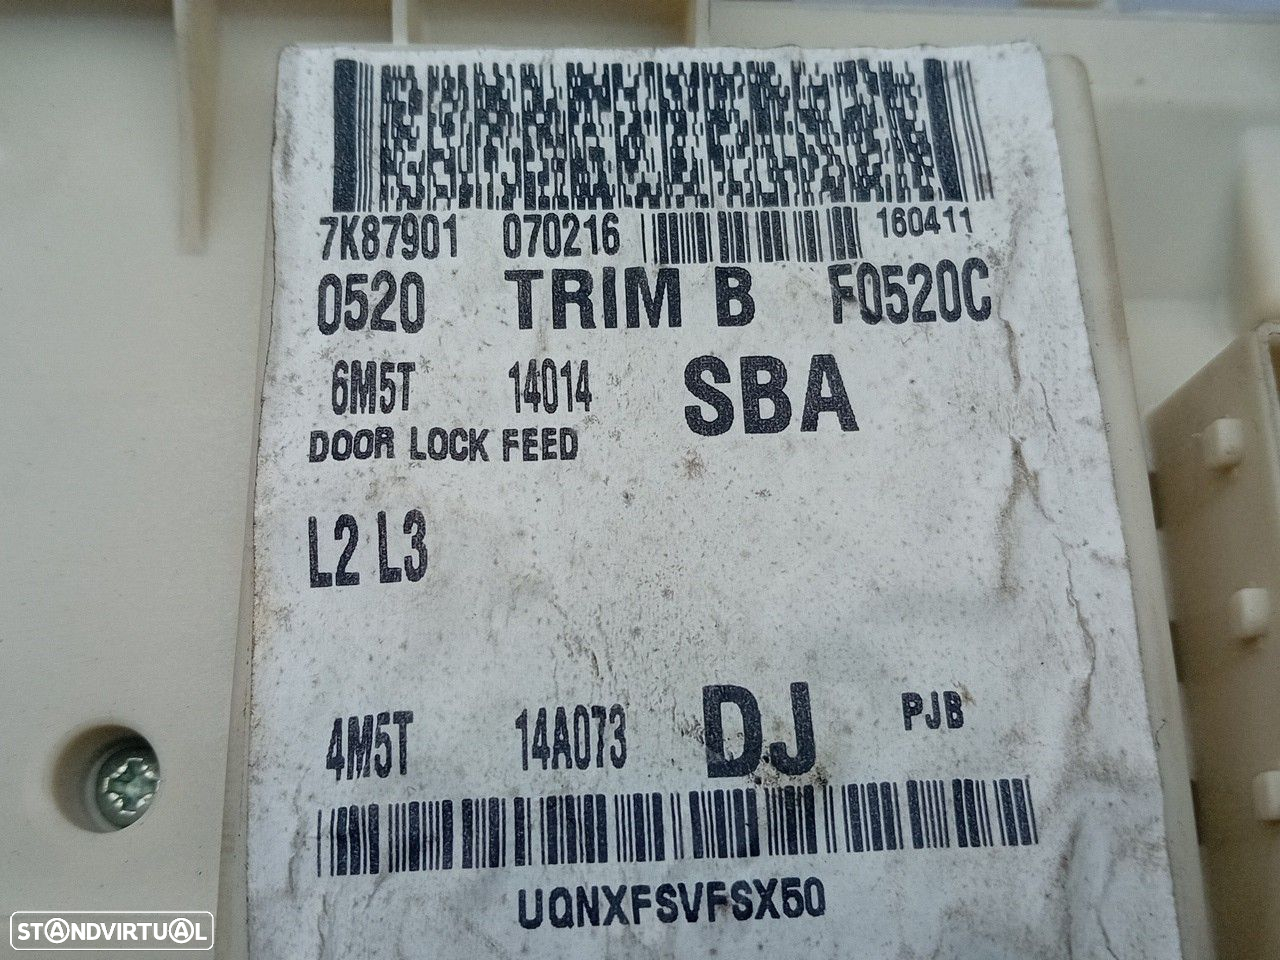 7K87901 070216 160411
0520 TRIM B F0520C
6M5T 14014 SBA
DOOR LOCK FEED
L2 L3
4M5T 14A073 DJ PJB
UQNXFSVFSX50
STANDVIRTUAL